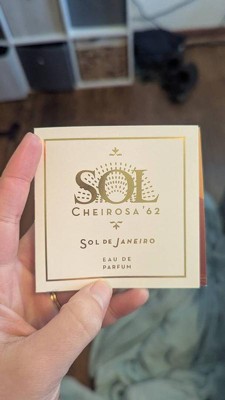 SOL
CHEIROSA '62
SOL DE JANEIRO
EAU DE
PARFUM